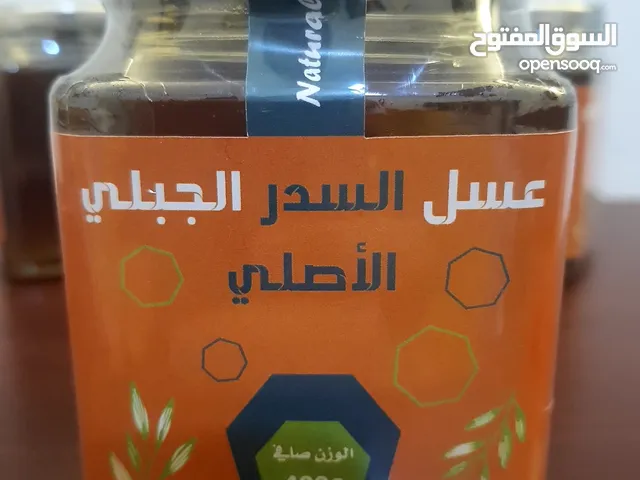 السوق المفتوح
opensooq.com
Natural
عسل السدر الجبلي
الأصلي
الوزن صافي